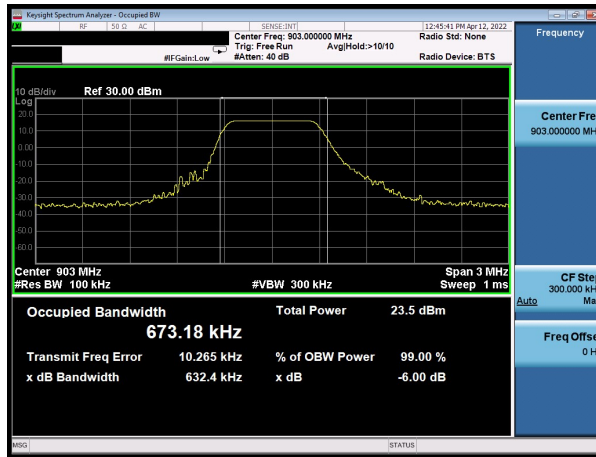 Keysight Spectrum Analyzer - Occupied BW
RF 50 Ω AC SENSE:INT 12:45:41 PM Apr 12, 2022
Center Freq: 903.000000 MHz Radio Std: None
Trig: Free Run Avg|Hold:>10/10
#IFGain:Low #Atten: 40 dB Radio Device: BTS
Frequency
10 dB/div Ref 30.00 dBm
Log
20.0
10.0
0.00
-10.0
-20.0
-30.0
-40.0
-50.0
-60.0
Center 903 MHz Span 3 MHz
#Res BW 100 kHz #VBW 300 kHz Sweep 1 ms
Occupied Bandwidth Total Power 23.5 dBm
673.18 kHz
Transmit Freq Error 10.265 kHz % of OBW Power 99.00 %
x dB Bandwidth 632.4 kHz x dB -6.00 dB
Center Fre
903.000000 MH
CF Ste
300.000 kH
Auto Ma
Freq Offse
0 H
MSG STATUS